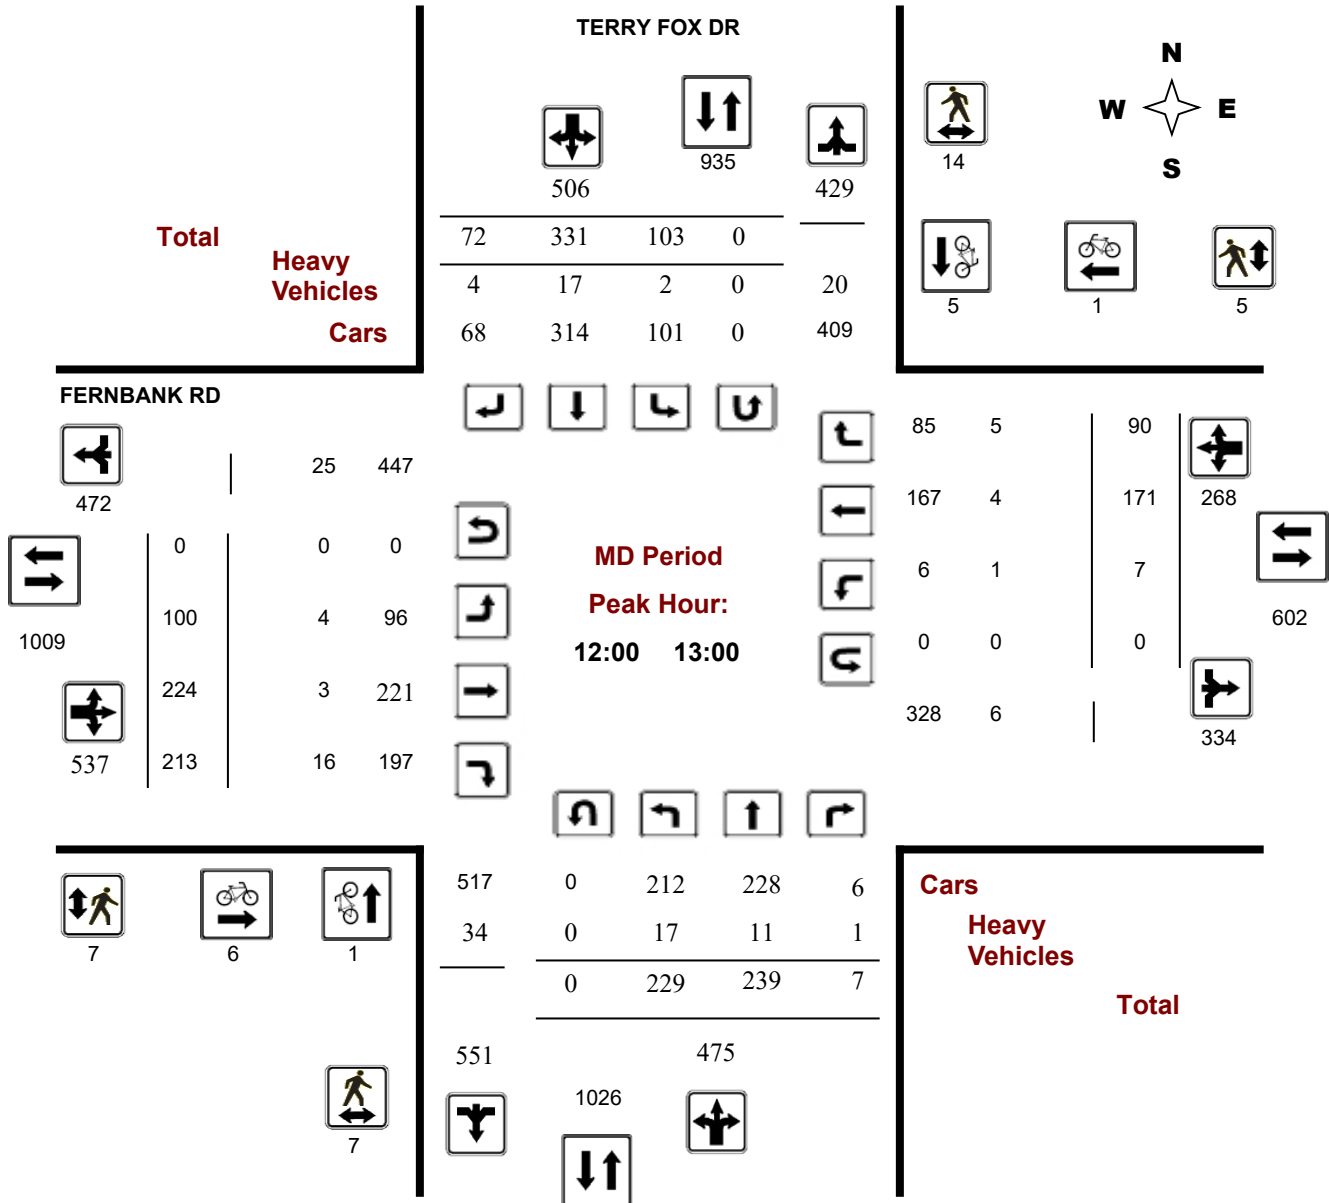 TERRY FOX DR
N
W E
S
935
14
506 429
Total 72 331 103 0
Heavy
Vehicles 4 17 2 0 20
Cars 68 314 101 0 409
5 1 5
FERNBANK RD
85 5 90
25 447
472
167 4 171 268
0 0 0
MD Period
6 1 7
100 4 96
Peak Hour:
602
1009
12:00 13:00
0 0 0
224 3 221
328 6
334
537 213 16 197
517 0 212 228 6 Cars
34 0 17 11 1 Heavy
Vehicles
7 6 1
0 229 239 7
Total
551 475
1026
7